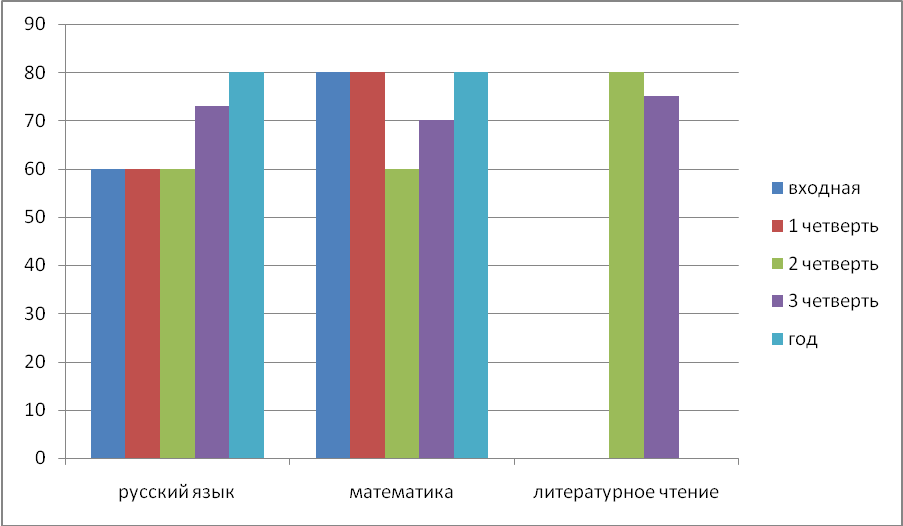 90
80
70
60
50
40
30
20
10
0
русский язык
математика
литературное чтение
входная
1 четверть
2 четверть
3 четверть
год